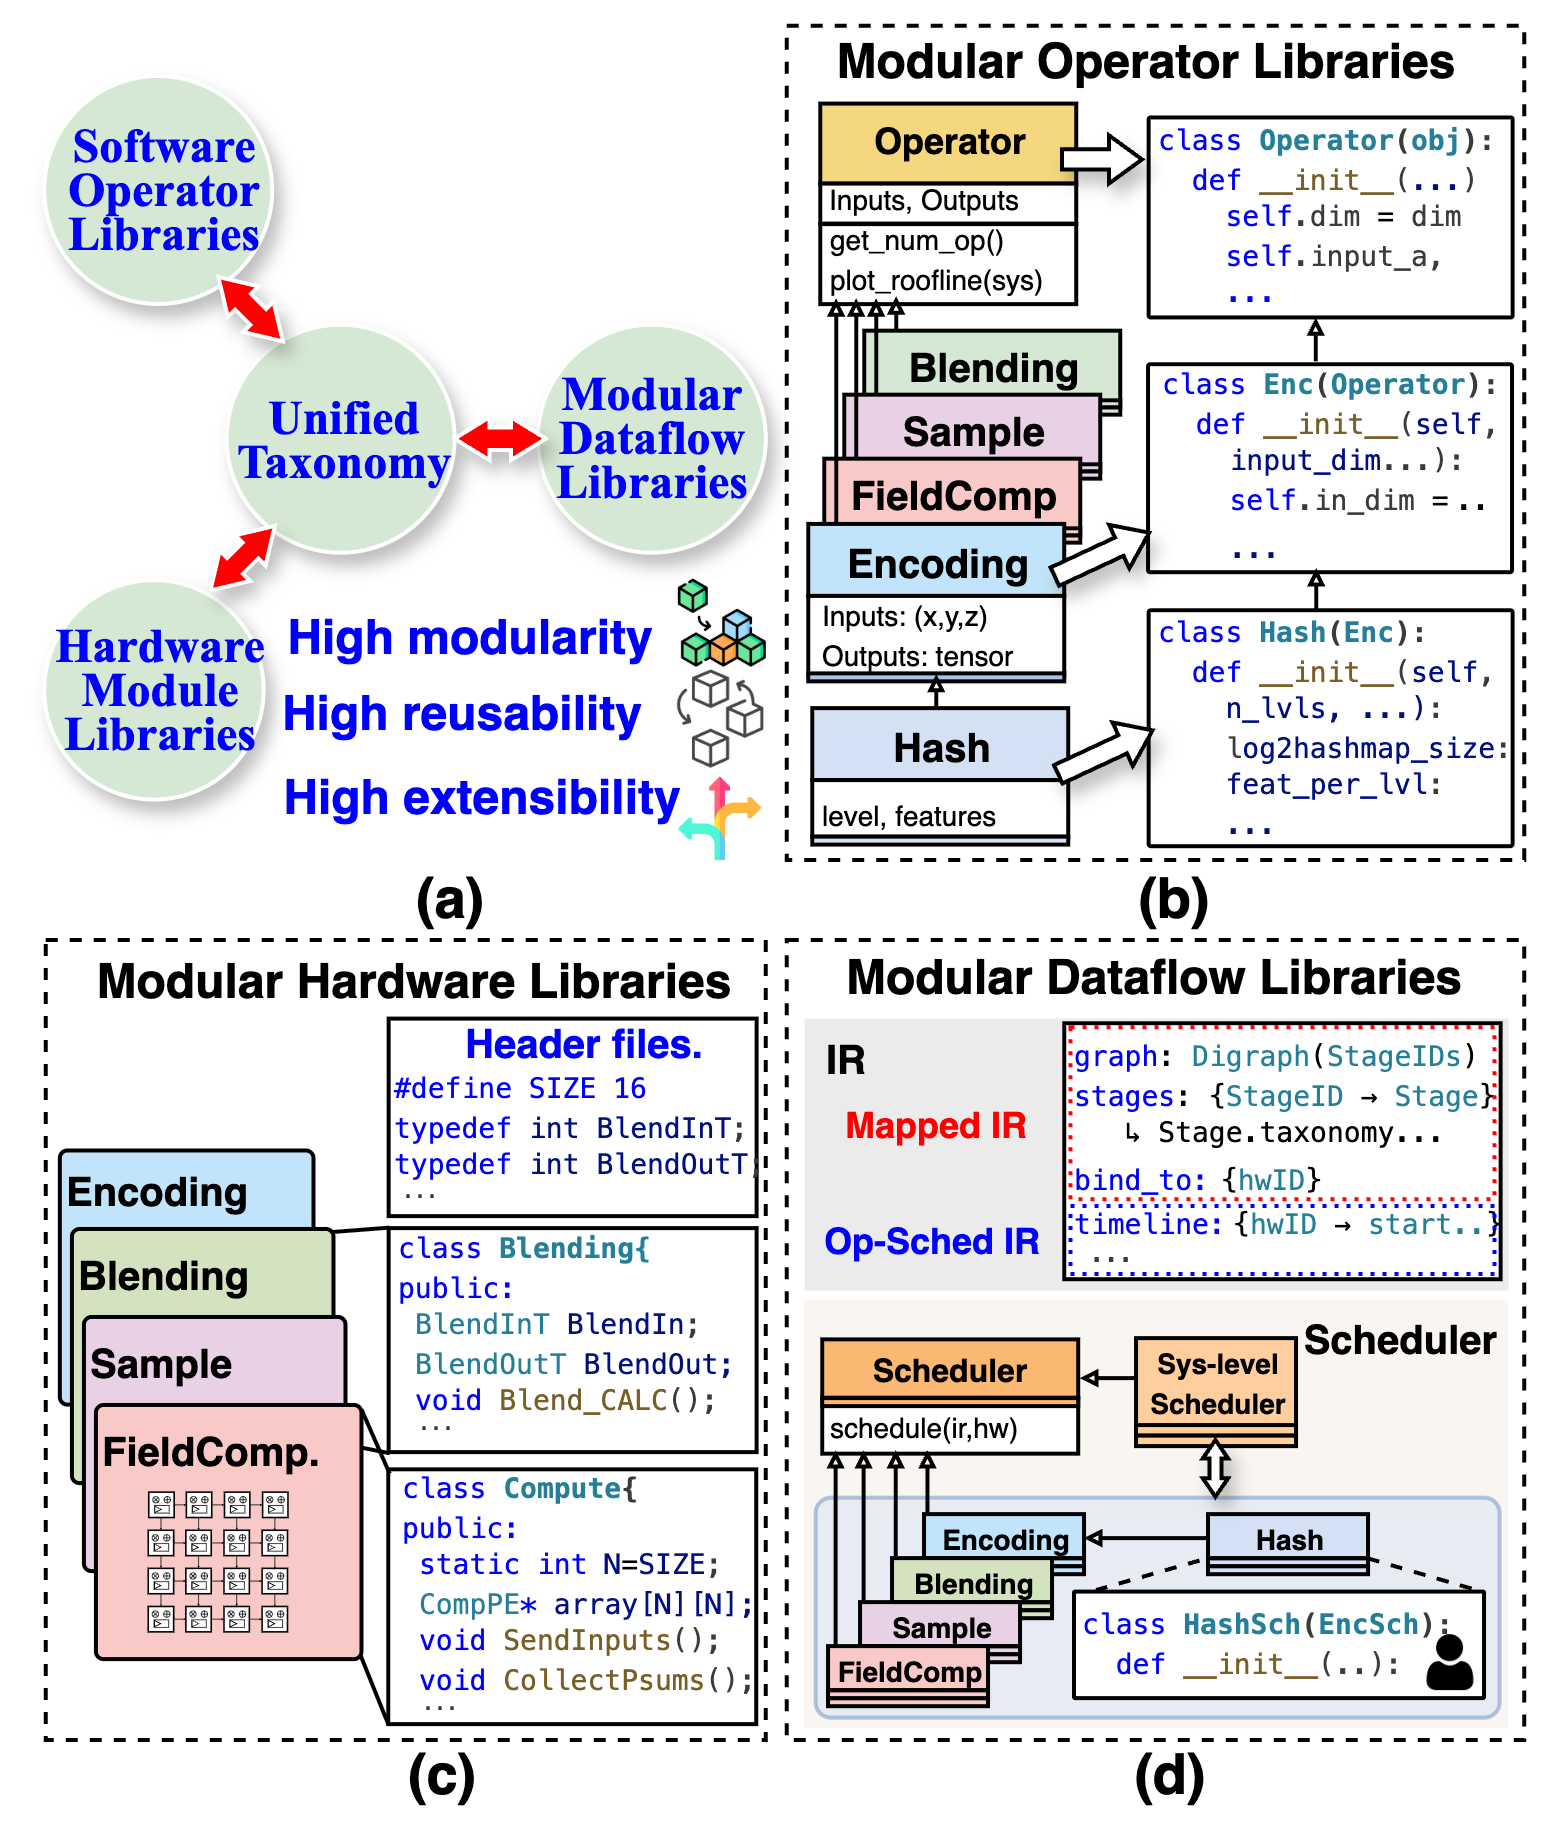 Software
Operator
Libraries
Unified
Taxonomy
Modular
Dataflow
Libraries
Hardware
Module
Libraries
High modularity
High reusability
High extensibility
(a)
Modular Operator Libraries
Operator
Inputs, Outputs
get_num_op()
plot_roofline(sys)
Blending
Sample
FieldComp
Encoding
Inputs: (x,y,z)
Outputs: tensor
Hash
level, features
class Operator(obj):
def __init__(...)
self.dim = dim
self.input_a,
...
class Enc(Operator):
def __init__(self,
input_dim...):
self.in_dim = ..
...
class Hash(Enc):
def __init__(self,
n_lvls, ...):
log2hashmap_size:
feat_per_lvl:
...
(b)
Modular Hardware Libraries
Encoding
Blending
Sample
FieldComp.
Header files.
#define SIZE 16
typedef int BlendInT;
typedef int BlendOutT;
...
class Blending{
public:
BlendInT BlendIn;
BlendOutT BlendOut;
void Blend_CALC();
...
class Compute{
public:
static int N=SIZE;
CompPE* array[N][N];
void SendInputs();
void CollectPsums();
...
(c)
Modular Dataflow Libraries
IR
Mapped IR
Op-Sched IR
graph: Digraph(StageIDs)
stages: {StageID → Stage}
↳ Stage.taxonomy...
bind_to: {hwID}
timeline: {hwID → start..}
...
Scheduler
Scheduler
schedule(ir,hw)
Sys-level
Scheduler
Encoding
Blending
Sample
FieldComp
Hash
class HashSch(EncSch):
def __init__(..):
(d)